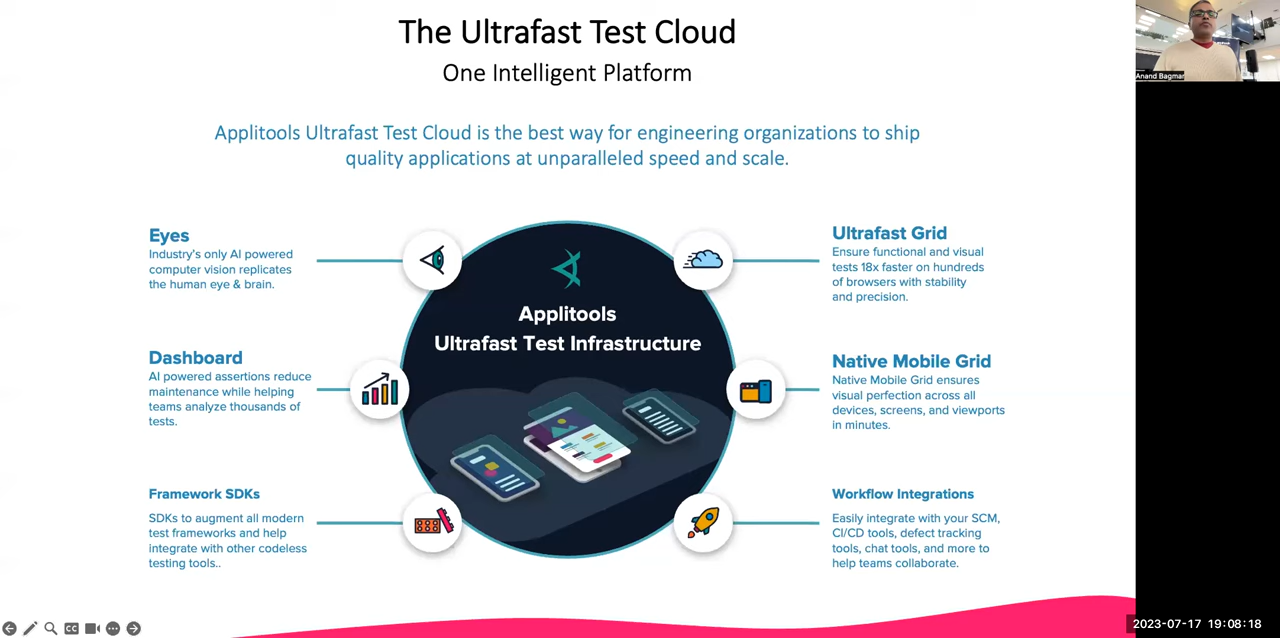 The Ultrafast Test Cloud
One Intelligent Platform
Applitools Ultrafast Test Cloud is the best way for engineering organizations to ship
quality applications at unparalleled speed and scale.
Eyes
Industry's only AI powered
computer vision replicates
the human eye & brain.
Dashboard
AI powered assertions reduce
maintenance while helping
teams analyze thousands of
tests.
Framework SDKs
SDKs to augment all modern
test frameworks and help
integrate with other codeless
testing tools..
Applitools
Ultrafast Test Infrastructure
Ultrafast Grid
Ensure functional and visual
tests 18x faster on hundreds
of browsers with stability
and precision.
Native Mobile Grid
Native Mobile Grid ensures
visual perfection across all
devices, screens, and viewports
in minutes.
Workflow Integrations
Easily integrate with your SCM,
CI/CD tools, defect tracking
tools, chat tools, and more to
help teams collaborate.
Anand Bagmar
CC
2023-07-17 19:08:18